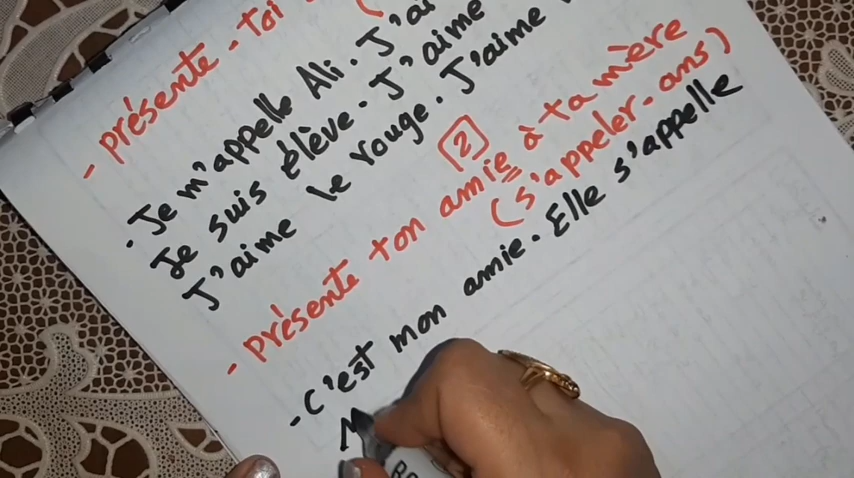 - présente-toi
. Je m'appelle Ali. J'ai
Je suis élève. J'aime
J'aime le rouge. J'aime
2
- présente ton amie à ta mère
(s'appeler - ans)
- C'est mon amie. Elle s'appelle